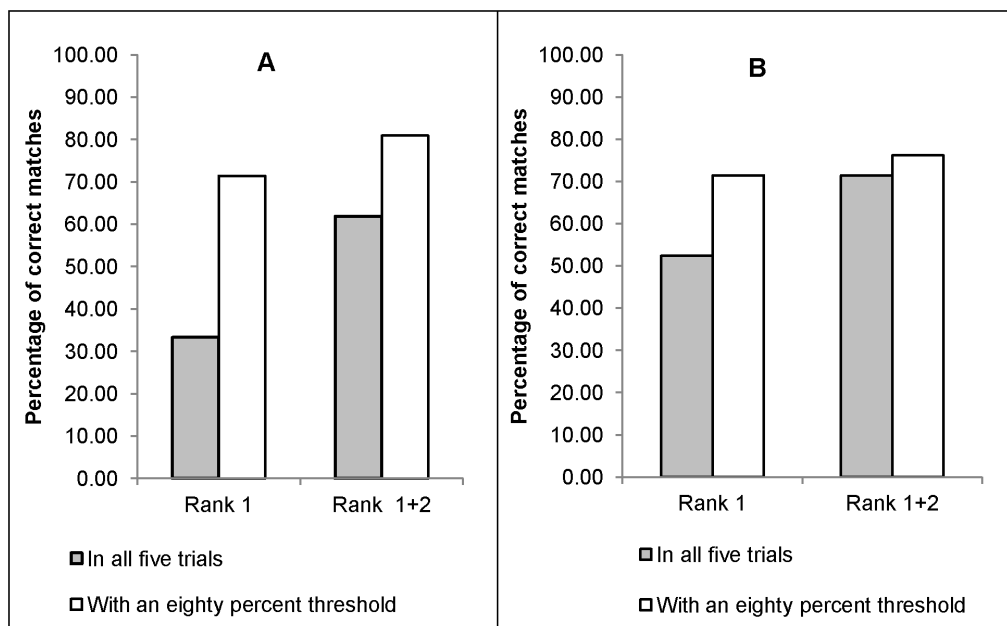 A
Percentage of correct matches
100.00
90.00
80.00
70.00
60.00
50.00
40.00
30.00
20.00
10.00
0.00
Rank 1
Rank 1+2
In all five trials
With an eighty percent threshold
B
Percentage of correct matches
100.00
90.00
80.00
70.00
60.00
50.00
40.00
30.00
20.00
10.00
0.00
Rank 1
Rank 1+2
In all five trials
With an eighty percent threshold